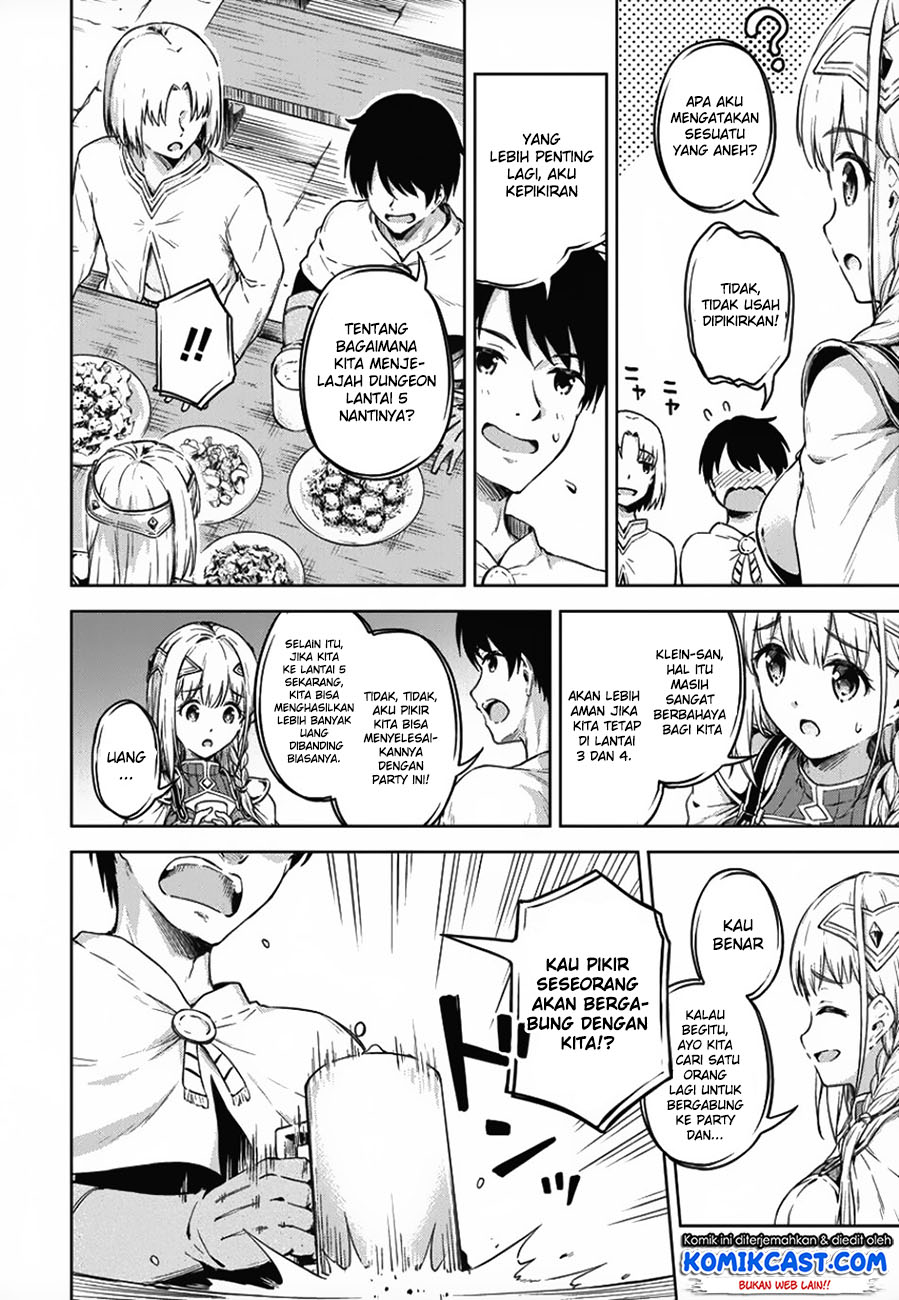 ?
APA AKU
MENGATAKAN
SESUATU
YANG ANEH?
TIDAK,
TIDAK USAH
DIPIKIRKAN!
ニヤ
ニヤ
YANG
LEBIH PENTING
LAGI, AKU
KEPIKIRAN
TENTANG
BAGAIMANA
KITA MENJE-
LAJAH DUNGEON
LANTAI 5
NANTINYA?
!!
KLEIN-SAN,
HAL ITU
MASIH
SANGAT
BERBAHAYA
BAGI KITA
AKAN LEBIH
AMAN JIKA
KITA TETAP
DI LANTAI
3 DAN 4.
TIDAK, TIDAK,
AKU PIKIR
KITA BISA
MENYELESAI-
KANNYA
DENGAN
PARTY INI!
SELAIN ITU,
JIKA KITA
KE LANTAI 5
SEKARANG,
KITA BISA
MENGHASILKAN
LEBIH BANYAK
UANG
DIBANDING
BIASANYA.
UANG
...
KAU
BENAR
KALAU
BEGITU,
AYO KITA
CARI SATU
ORANG
LAGI UNTUK
BERGABUNG
KE PARTY
DAN...
KAU PIKIR
SESEORANG
AKAN BERGA-
BUNG DENGAN
KITA!?
ドン
Komik ini diterjemahkan & diedit oleh
KOMIKCAST.COM
BUKAN WEB LAIN!!